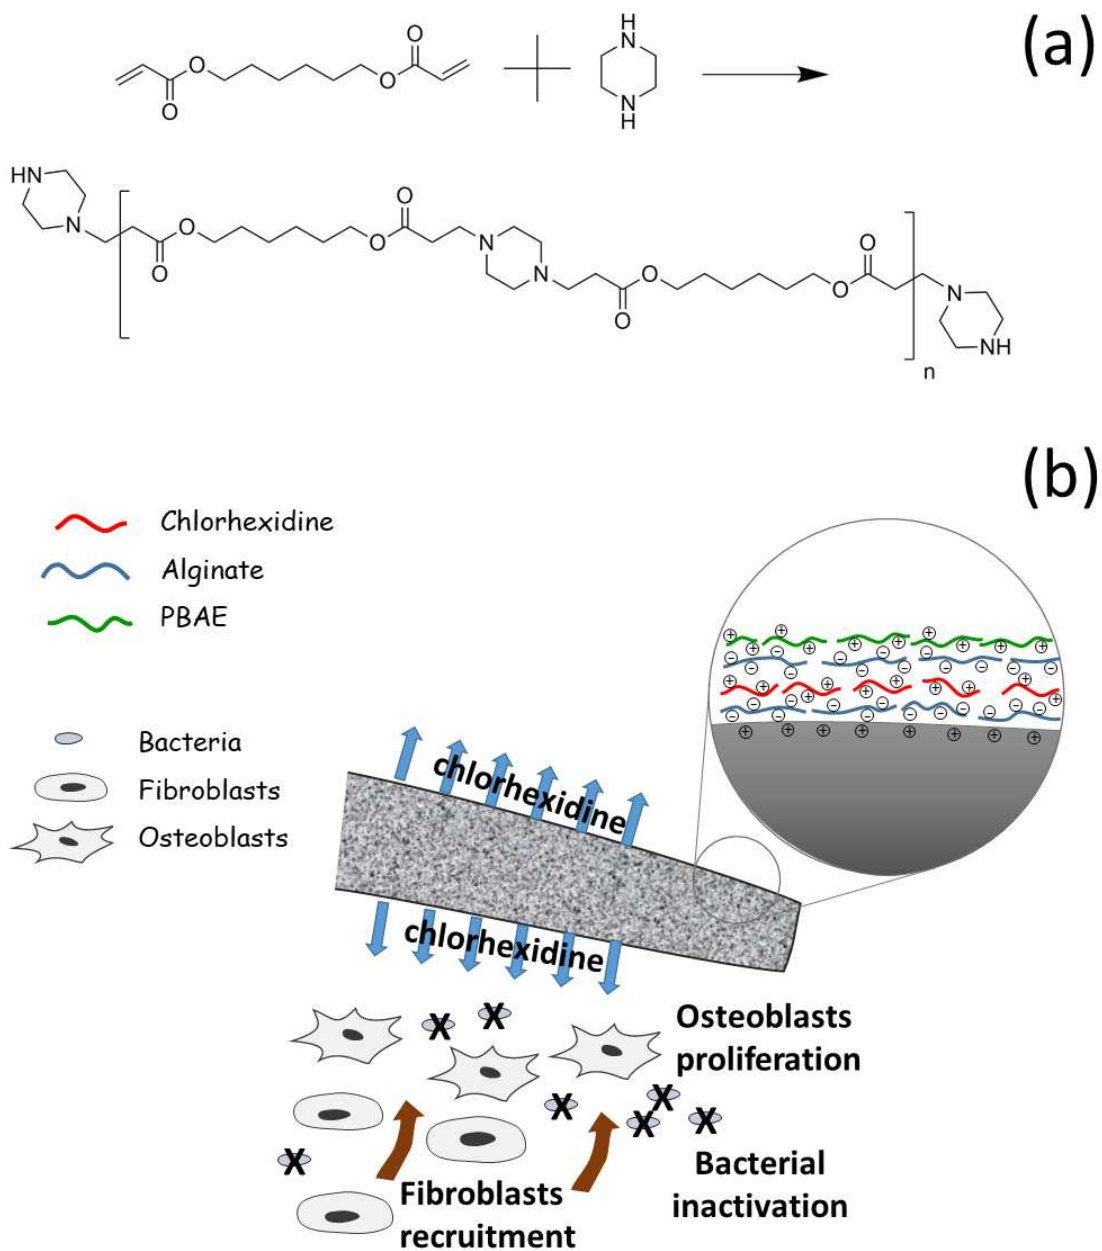 (a)
O
O
O
O
H
N
N
H
HN
N
O
O
O
O
N
N
O
O
O
O
N
NH
n
(b)
Chlorhexidine
Alginate
PBAE
Bacteria
Fibroblasts
Osteoblasts
chlorhexidine
chlorhexidine
Osteoblasts
proliferation
Bacterial
inactivation
Fibroblasts
recruitment